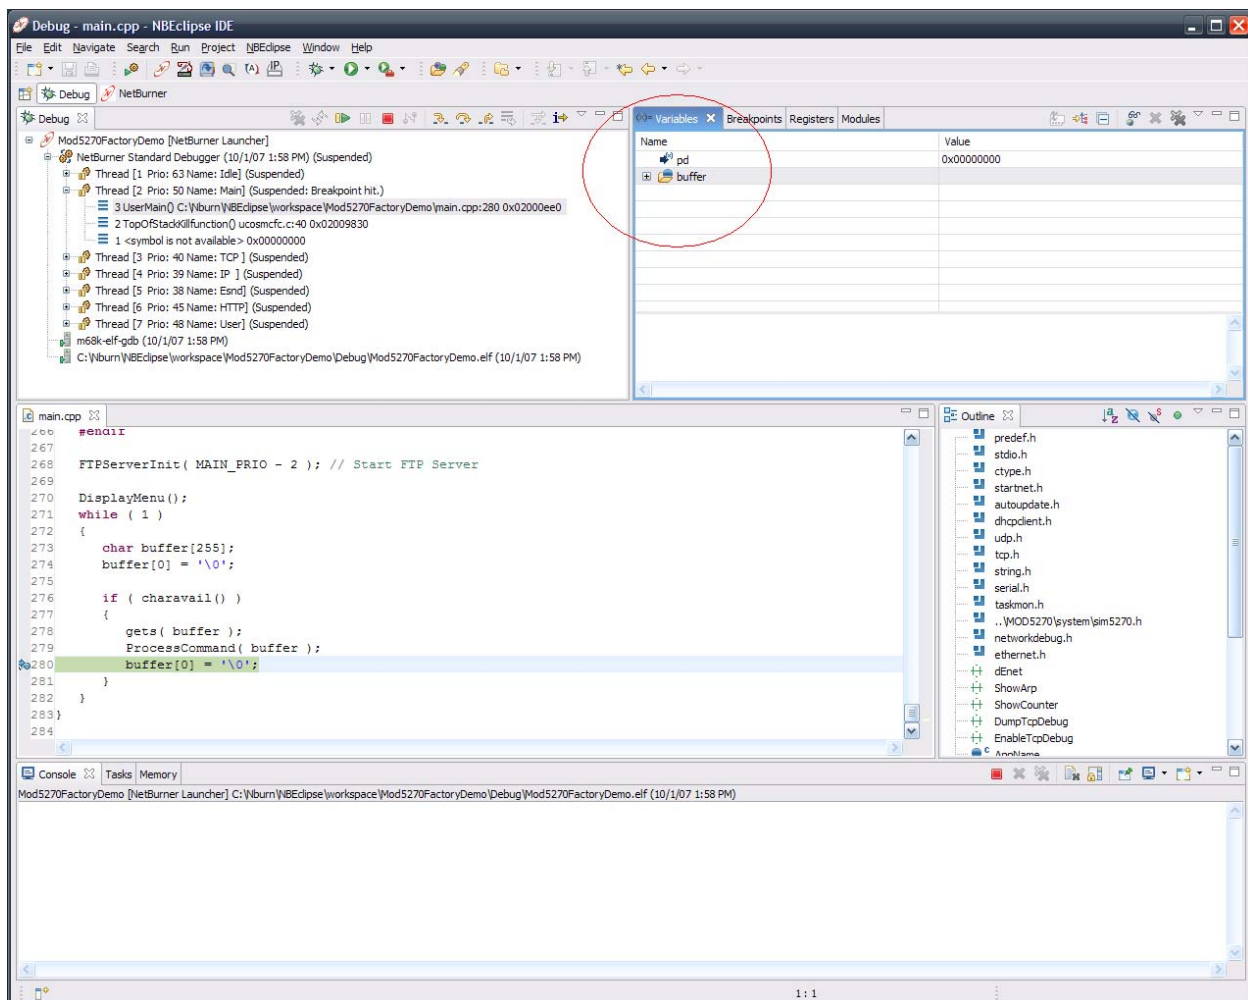 Debug - main.cpp - NBEclipse IDE
File Edit Navigate Search Run Project NBEclipse Window Help
Debug NetBurner
Debug
Mod5270FactoryDemo [NetBurner Launcher]
NetBurner Standard Debugger (10/1/07 1:58 PM) (Suspended)
Thread [1 Prio: 63 Name: Idle] (Suspended)
Thread [2 Prio: 50 Name: Main] (Suspended: Breakpoint hit.)
3 UserMain() C:\Nburn\NBEclipse\workspace\Mod5270FactoryDemo\main.cpp:280 0x02000ee0
2 TopOfStackKillfunction() ucosmcfc.c:40 0x02009830
1 <symbol is not available> 0x00000000
Thread [3 Prio: 40 Name: TCP ] (Suspended)
Thread [4 Prio: 39 Name: IP ] (Suspended)
Thread [5 Prio: 38 Name: Esnd] (Suspended)
Thread [6 Prio: 45 Name: HTTP] (Suspended)
Thread [7 Prio: 48 Name: User] (Suspended)
m68k-elf-gdb (10/1/07 1:58 PM)
C:\Nburn\NBEclipse\workspace\Mod5270FactoryDemo\Debug\Mod5270FactoryDemo.elf (10/1/07 1:58 PM)
Variables Breakpoints Registers Modules
Name Value
pd 0x00000000
buffer
main.cpp
266 #endif
267
268 FTPServerInit( MAIN_PRIO - 2 ); // Start FTP Server
269
270 DisplayMenu();
271 while ( 1 )
272 {
273 char buffer[255];
274 buffer[0] = '\0';
275
276 if ( charavail() )
277 {
278 gets( buffer );
279 ProcessCommand( buffer );
280 buffer[0] = '\0';
281 }
282 }
283 }
284
Outline
predef.h
stdio.h
ctype.h
startnet.h
autoupdate.h
dhcpclient.h
udp.h
tcp.h
string.h
serial.h
taskmon.h
..\MOD5270\system\sim5270.h
networkdebug.h
ethernet.h
dEnet
ShowArp
ShowCounter
DumpTcpDebug
EnableTcpDebug
AppName
Console Tasks Memory
Mod5270FactoryDemo [NetBurner Launcher] C:\Nburn\NBEclipse\workspace\Mod5270FactoryDemo\Debug\Mod5270FactoryDemo.elf (10/1/07 1:58 PM)
1 : 1